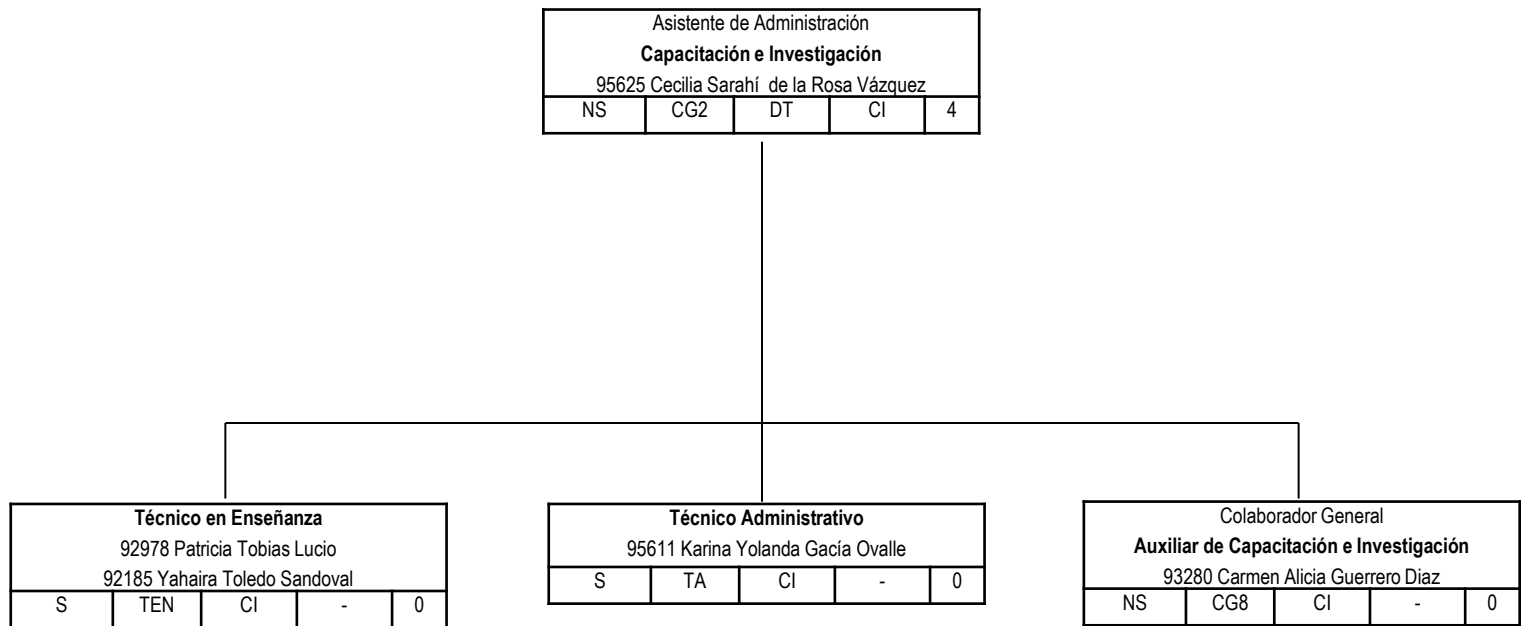 Asistente de Administración
Capacitación e Investigación
95625 Cecilia Sarahí de la Rosa Vázquez
NS CG2 DT CI 4
Técnico en Enseñanza
92978 Patricia Tobias Lucio
92185 Yahaira Toledo Sandoval
S TEN CI - 0
Técnico Administrativo
95611 Karina Yolanda Gacía Ovalle
S TA CI - 0
Colaborador General
Auxiliar de Capacitación e Investigación
93280 Carmen Alicia Guerrero Diaz
NS CG8 CI - 0